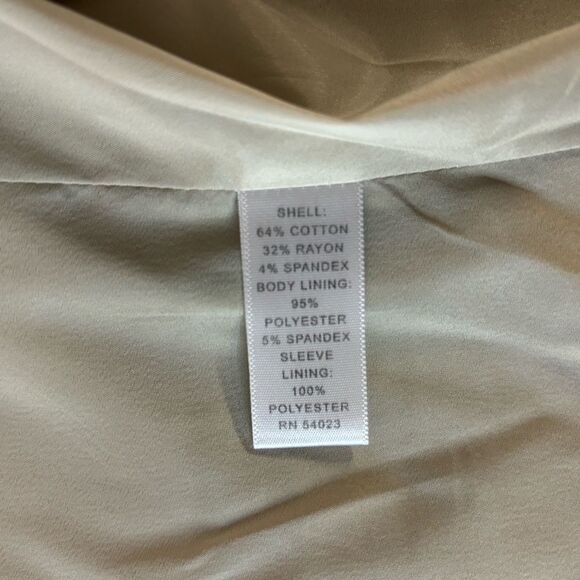 SHELL:
64% COTTON
32% RAYON
4% SPANDEX
BODY LINING:
95%
POLYESTER
5% SPANDEX
SLEEVE
LINING:
100%
POLYESTER
RN 54023